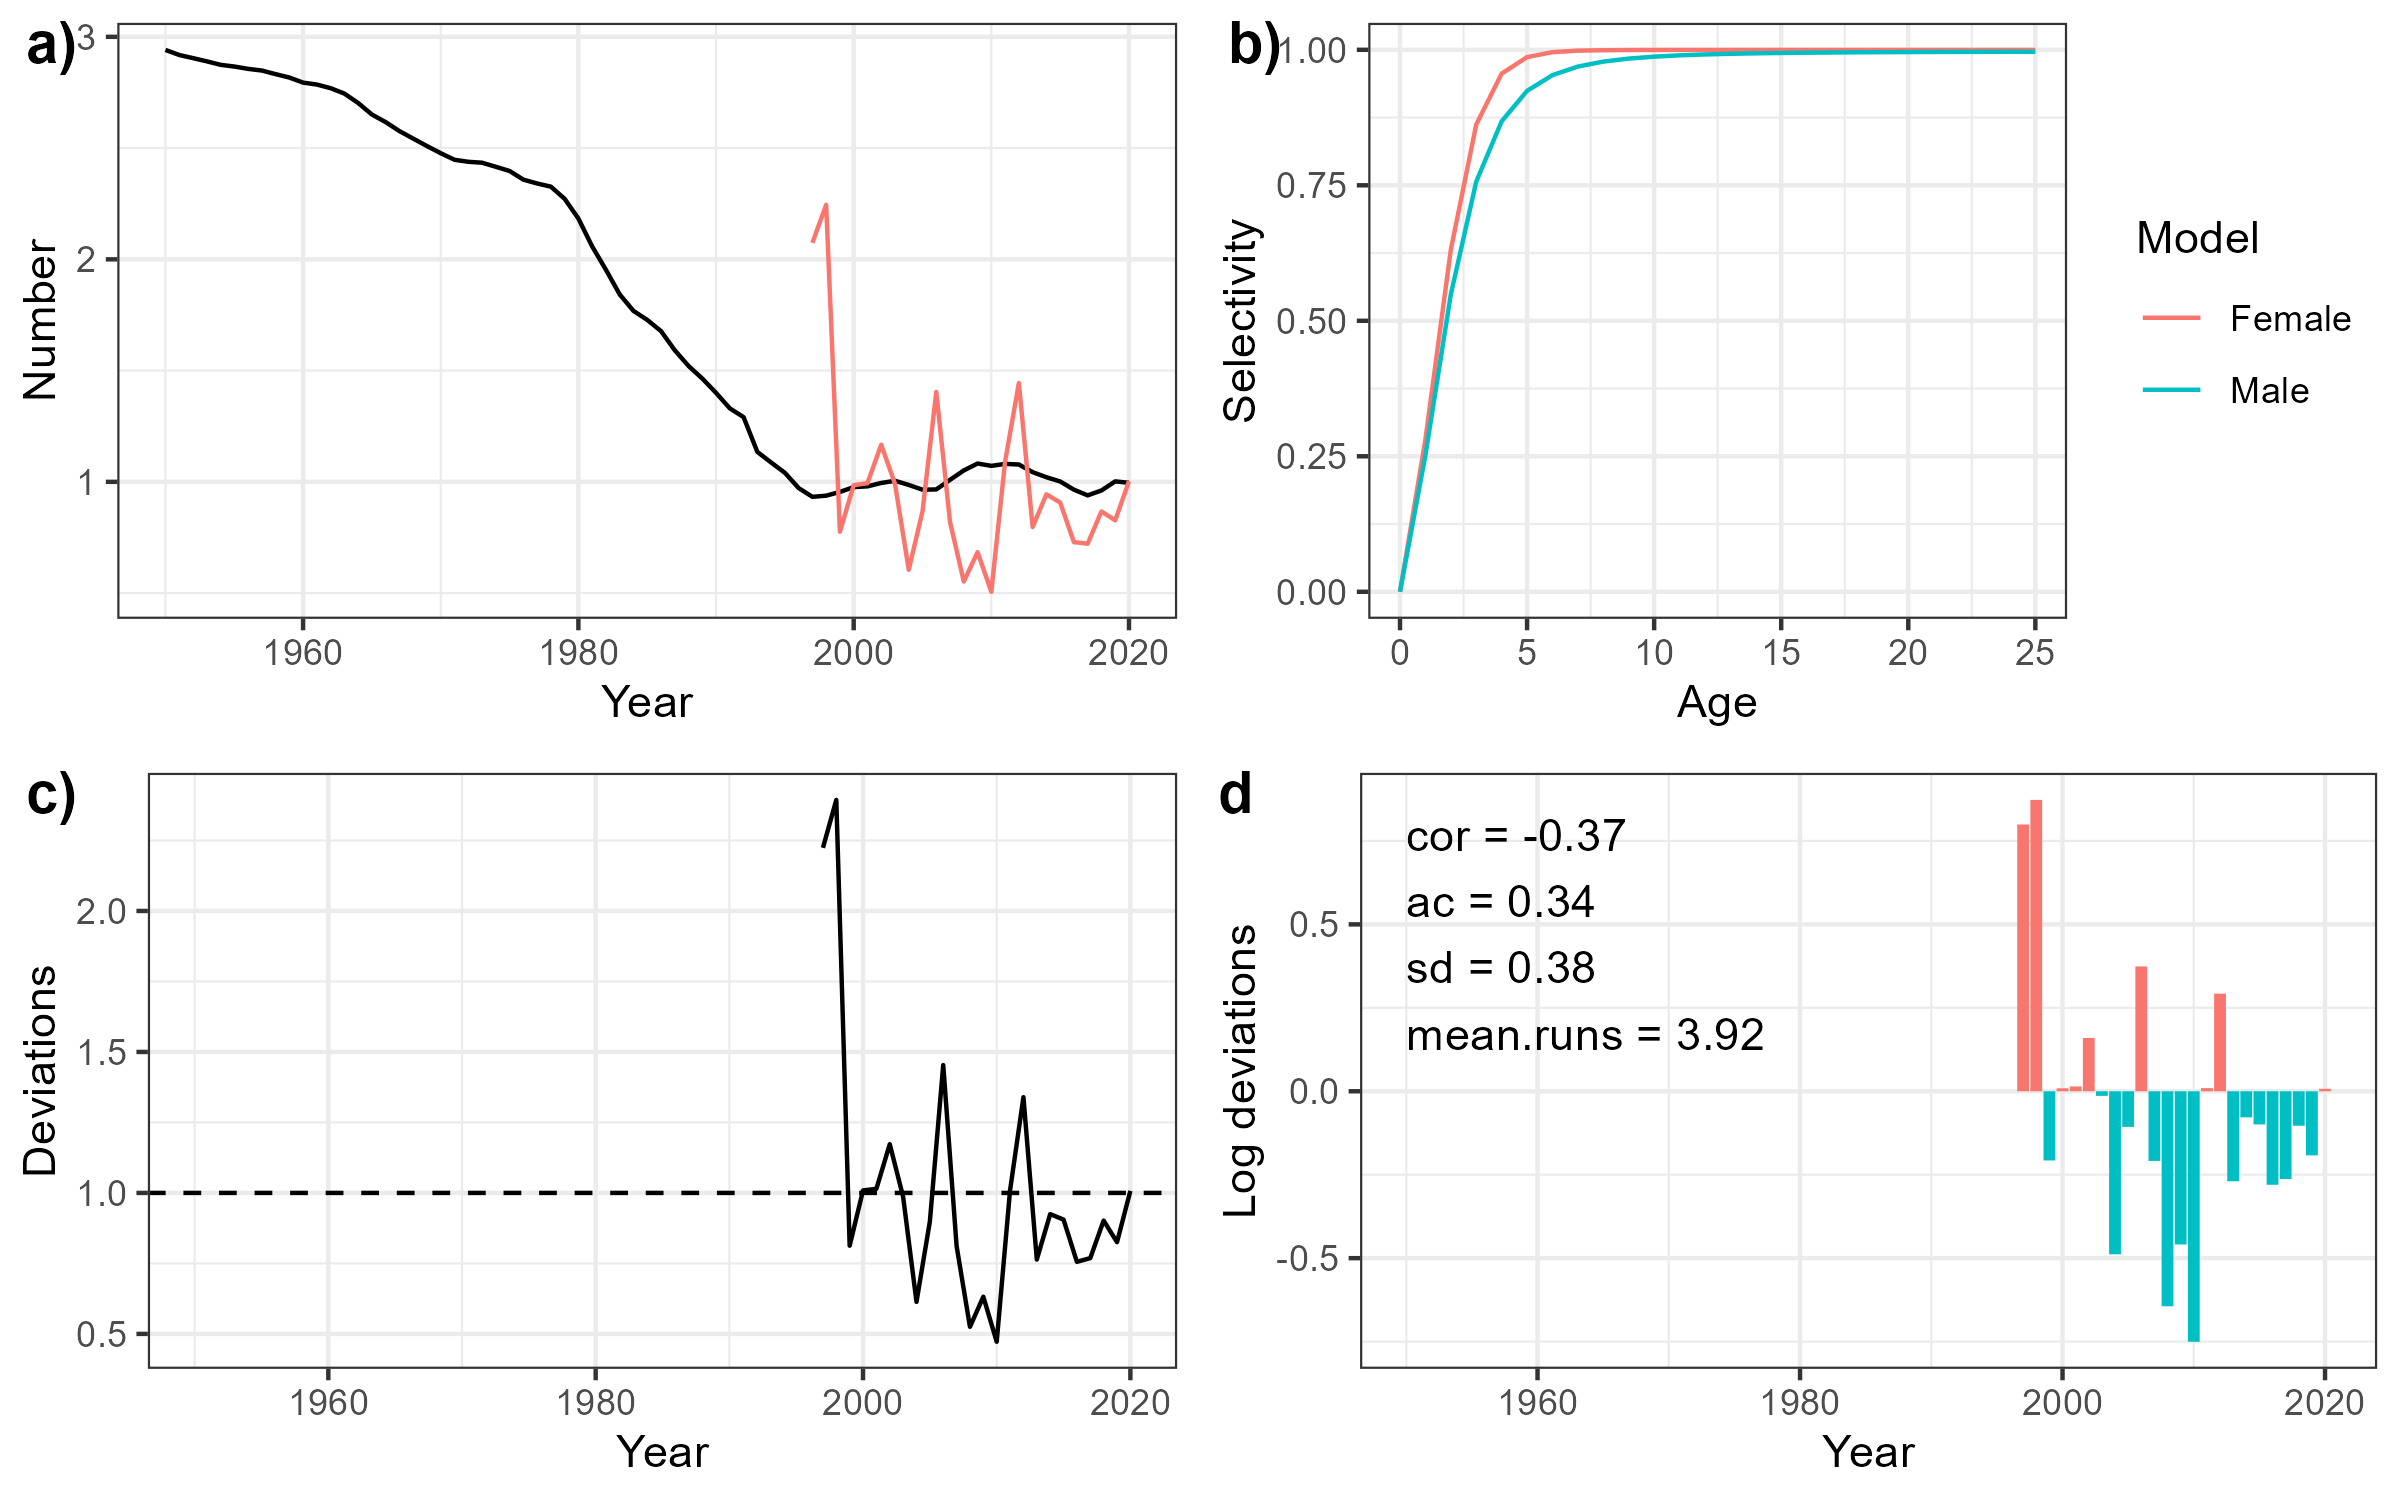 a)
3
2
1
Number
1960 1980 2000 2020
Year
b)
1.00
0.75
0.50
0.25
0.00
Selectivity
0 5 10 15 20 25
Age
Model
Female
Male
c)
2.0
1.5
1.0
0.5
Deviations
1960 1980 2000 2020
Year
d
cor = -0.37
ac = 0.34
sd = 0.38
mean.runs = 3.92
0.5
0.0
-0.5
Log deviations
1960 1980 2000 2020
Year